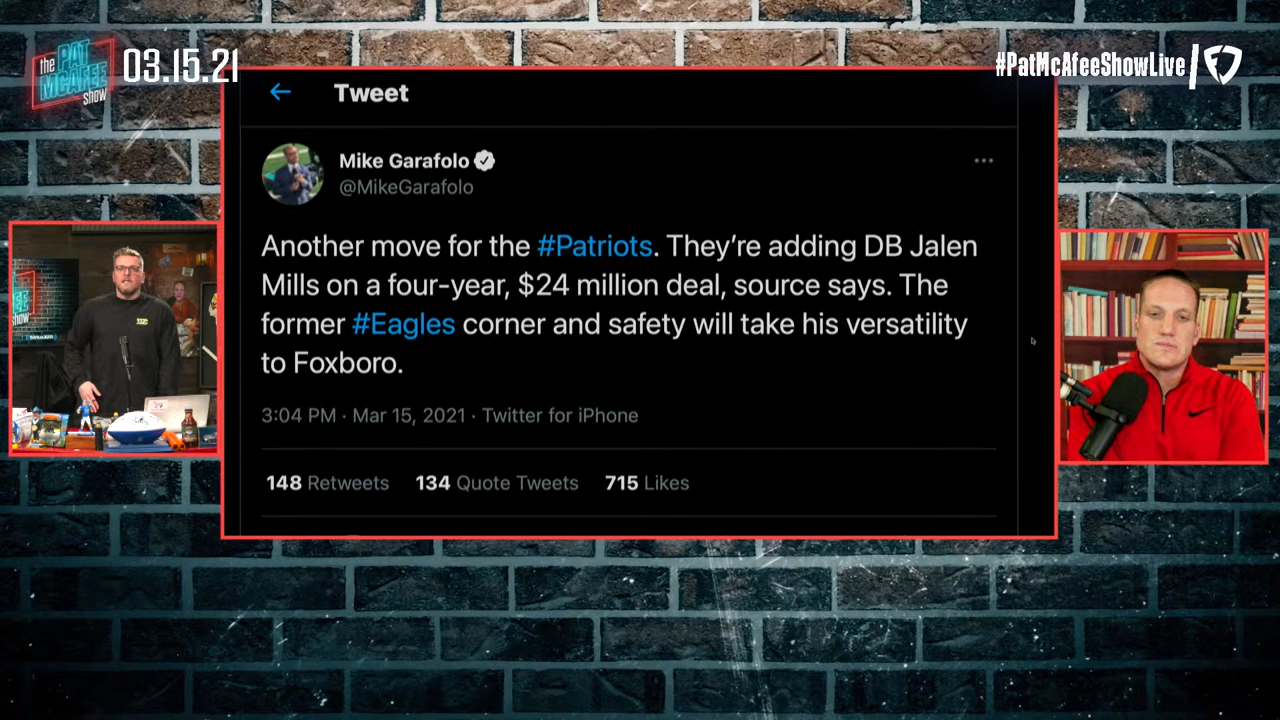 the PAT
MCAFEE
show
03.15.21
#PatMcAfeeShowLive
Tweet
Mike Garafolo
@MikeGarafolo
Another move for the #Patriots. They're adding DB Jalen
Mills on a four-year, $24 million deal, source says. The
former #Eagles corner and safety will take his versatility
to Foxboro.
3:04 PM · Mar 15, 2021 · Twitter for iPhone
148 Retweets 134 Quote Tweets 715 Likes